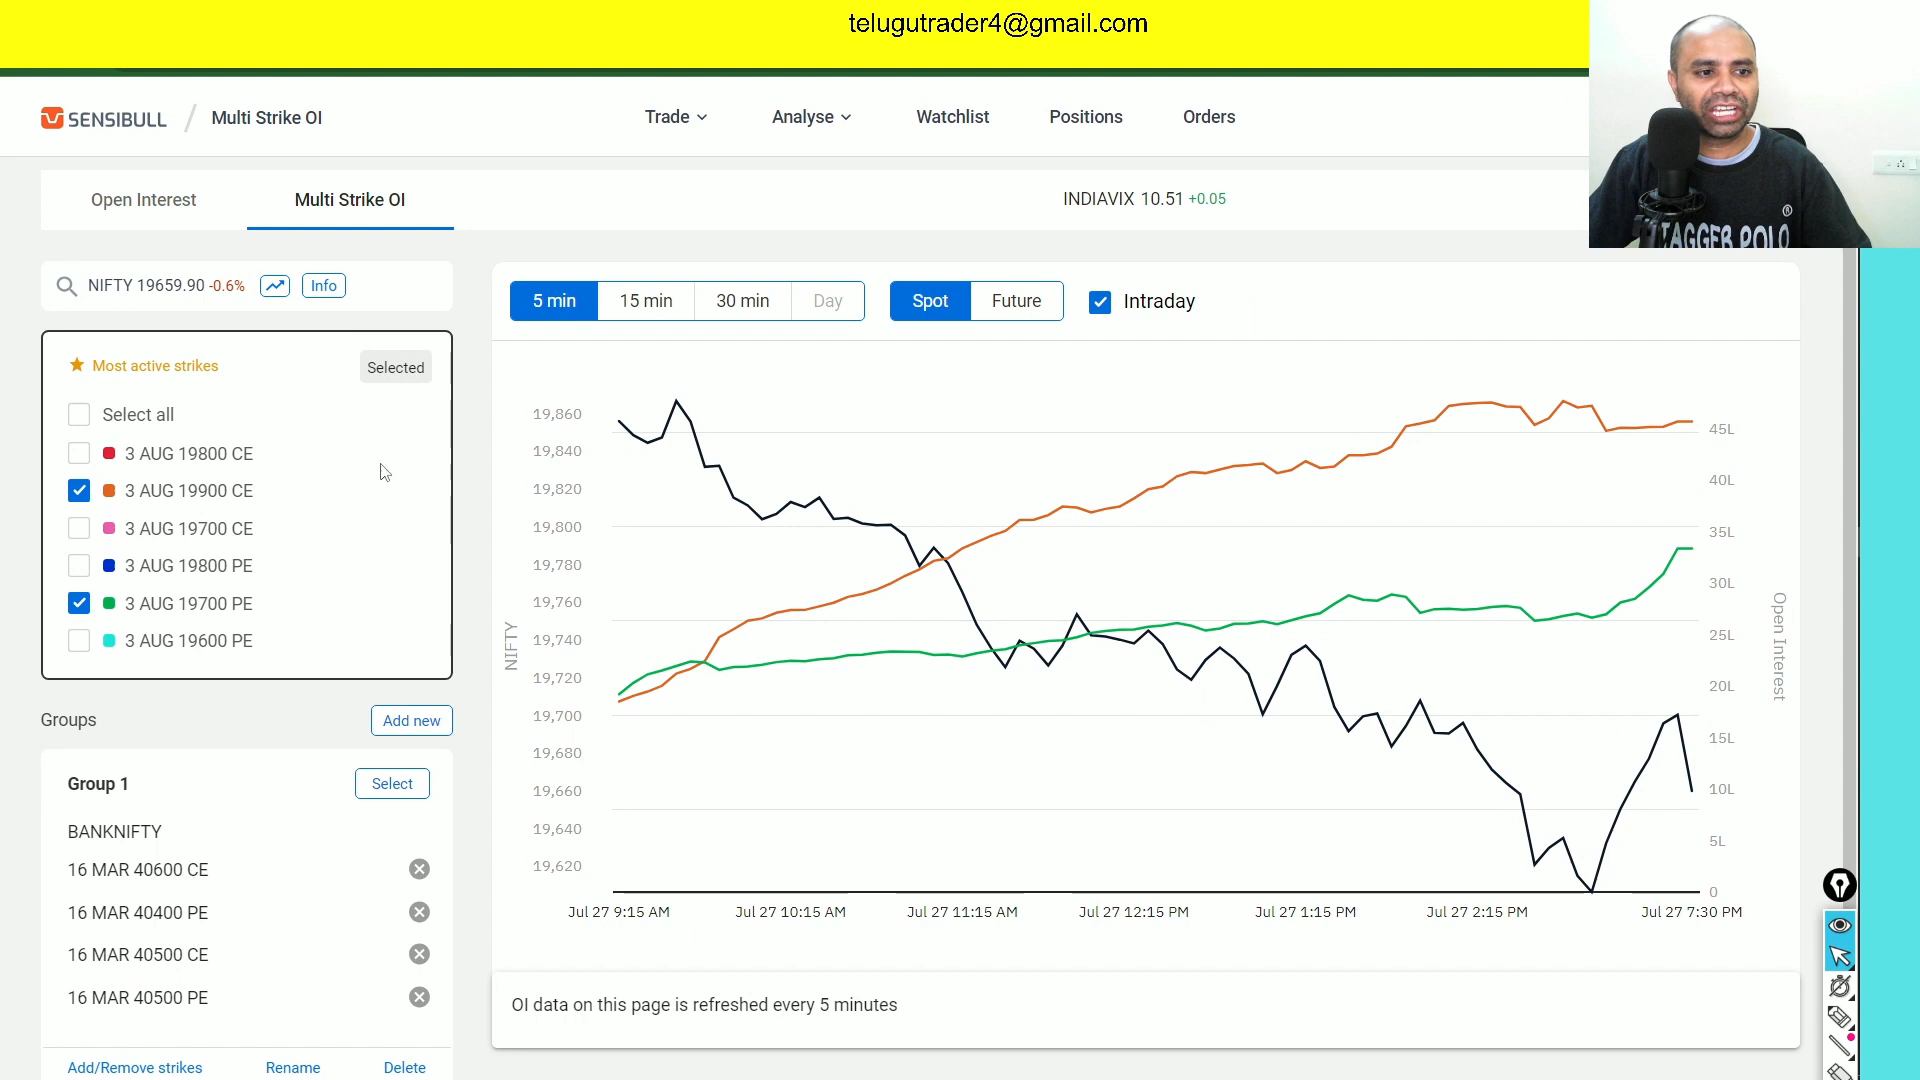 telugutrader4@gmail.com
SENSIBULL / Multi Strike OI
Trade
Analyse
Watchlist
Positions
Orders
Open Interest
Multi Strike OI
INDIAVIX 10.51 +0.05
NIFTY 19659.90 -0.6%
Info
5 min
15 min
30 min
Day
Spot
Future
Intraday
Most active strikes
Selected
Select all
3 AUG 19800 CE
3 AUG 19900 CE
3 AUG 19700 CE
3 AUG 19800 PE
3 AUG 19700 PE
3 AUG 19600 PE
Groups
Add new
Group 1
Select
BANKNIFTY
16 MAR 40600 CE
16 MAR 40400 PE
16 MAR 40500 CE
16 MAR 40500 PE
Add/Remove strikes
Rename
Delete
19,860
19,840
19,820
19,800
19,780
19,760
19,740
19,720
19,700
19,680
19,660
19,640
19,620
NIFTY
45L
40L
35L
30L
25L
20L
15L
10L
5L
0
Open Interest
Jul 27 9:15 AM
Jul 27 10:15 AM
Jul 27 11:15 AM
Jul 27 12:15 PM
Jul 27 1:15 PM
Jul 27 2:15 PM
Jul 27 7:30 PM
OI data on this page is refreshed every 5 minutes
TAGGER POLO
®